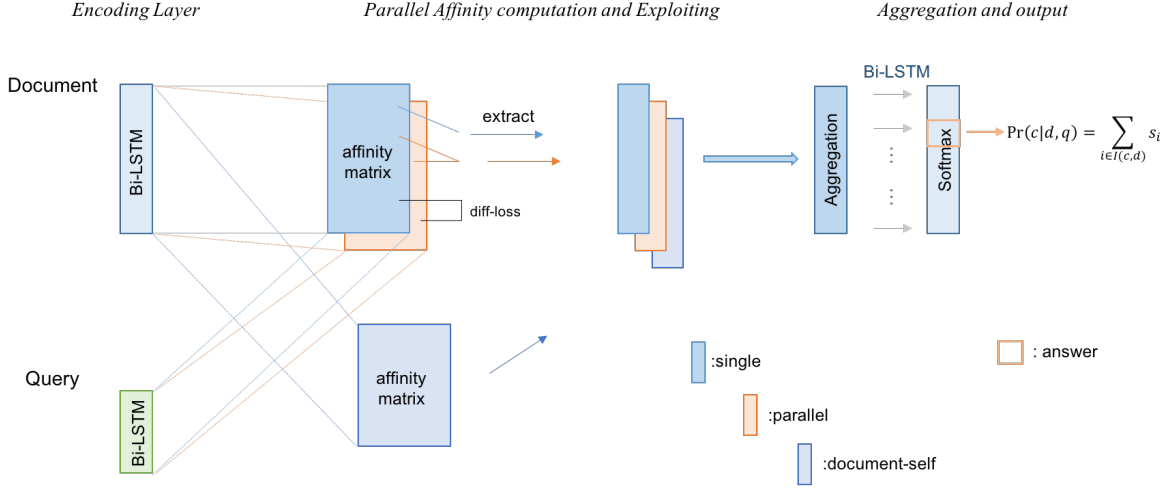 Encoding Layer
Parallel Affinity computation and Exploiting
Aggregation and output
Document
Bi-LSTM
affinity
matrix
extract
diff-loss
Aggregation
Bi-LSTM
⋮
⋮
Softmax
Pr(c|d, q) = ∑ s_i
i∈I(c,d)
Query
Bi-LSTM
affinity
matrix
:single
:parallel
:document-self
: answer